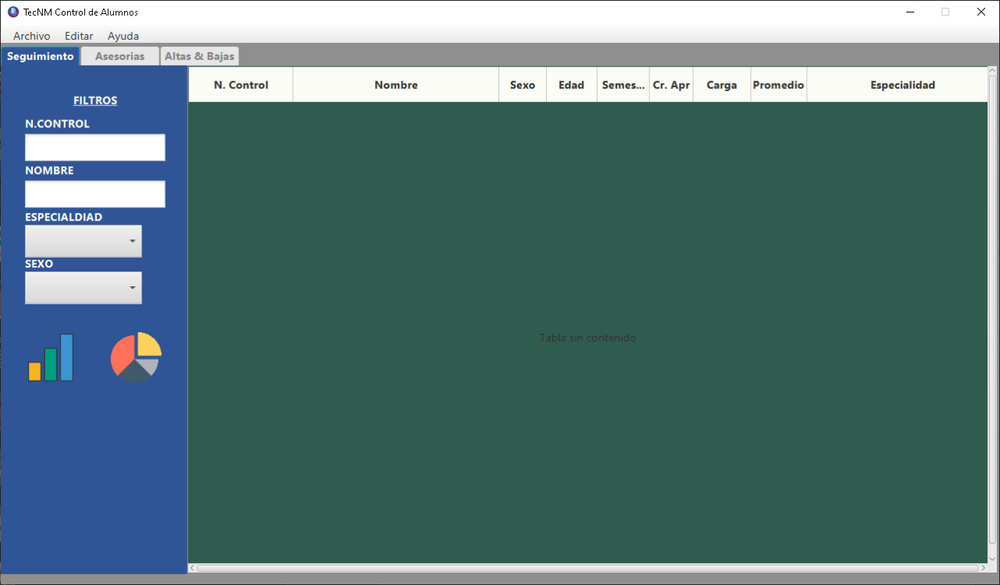 TecNM Control de Alumnos
Archivo Editar Ayuda
Seguimiento Asesorias Altas & Bajas
FILTROS
N.CONTROL
NOMBRE
ESPECIALDIAD
SEXO
N. Control Nombre Sexo Edad Semes... Cr. Apr Carga Promedio Especialidad
Tabla sin contenido